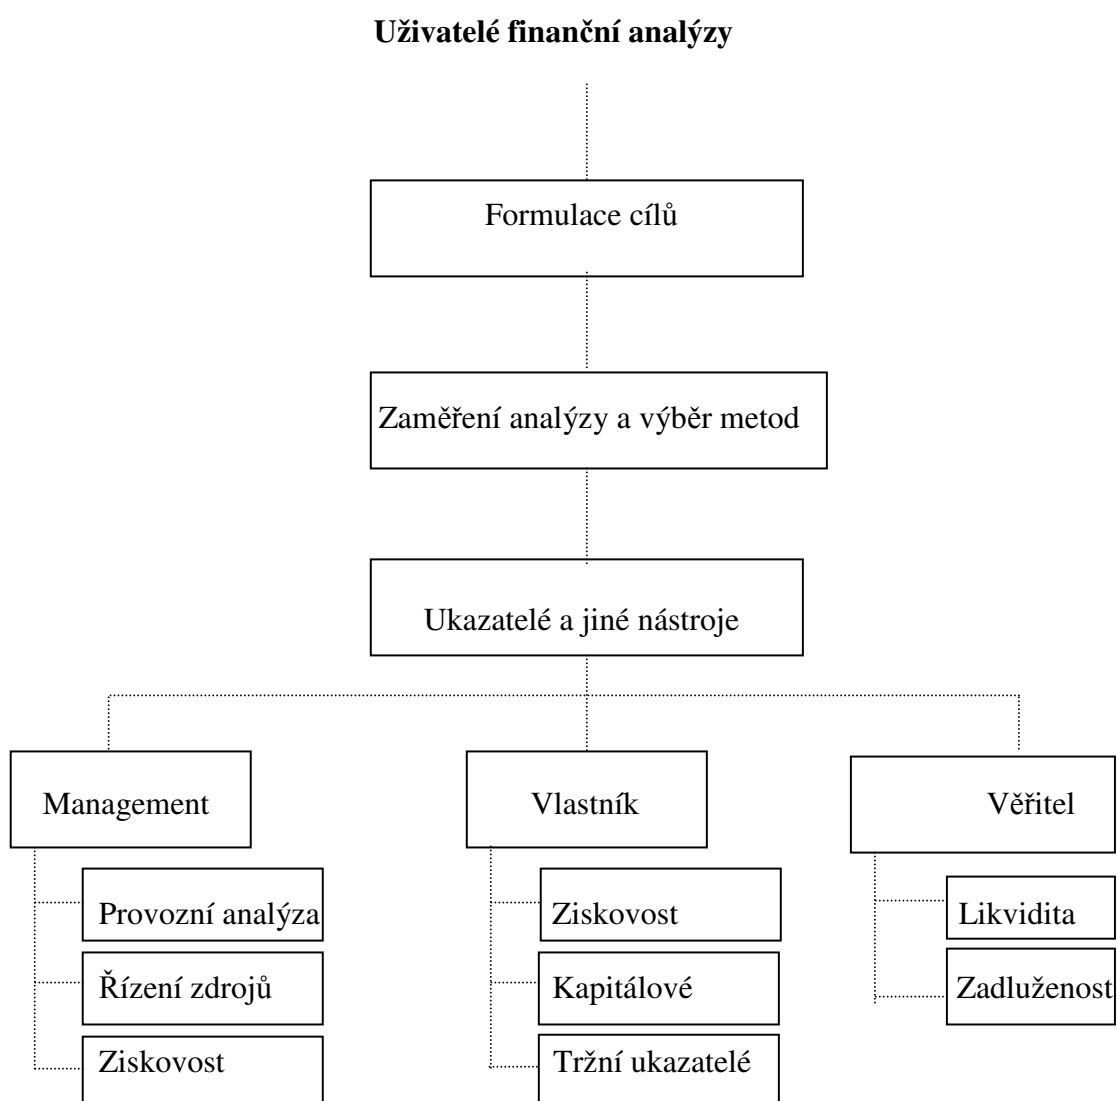 Uživatelé finanční analýzy
Formulace cílů
Zaměření analýzy a výběr metod
Ukazatelé a jiné nástroje
Management
Vlastník
Věřitel
Provozní analýza
Řízení zdrojů
Ziskovost
Ziskovost
Kapitálové
Tržní ukazatelé
Likvidita
Zadluženost